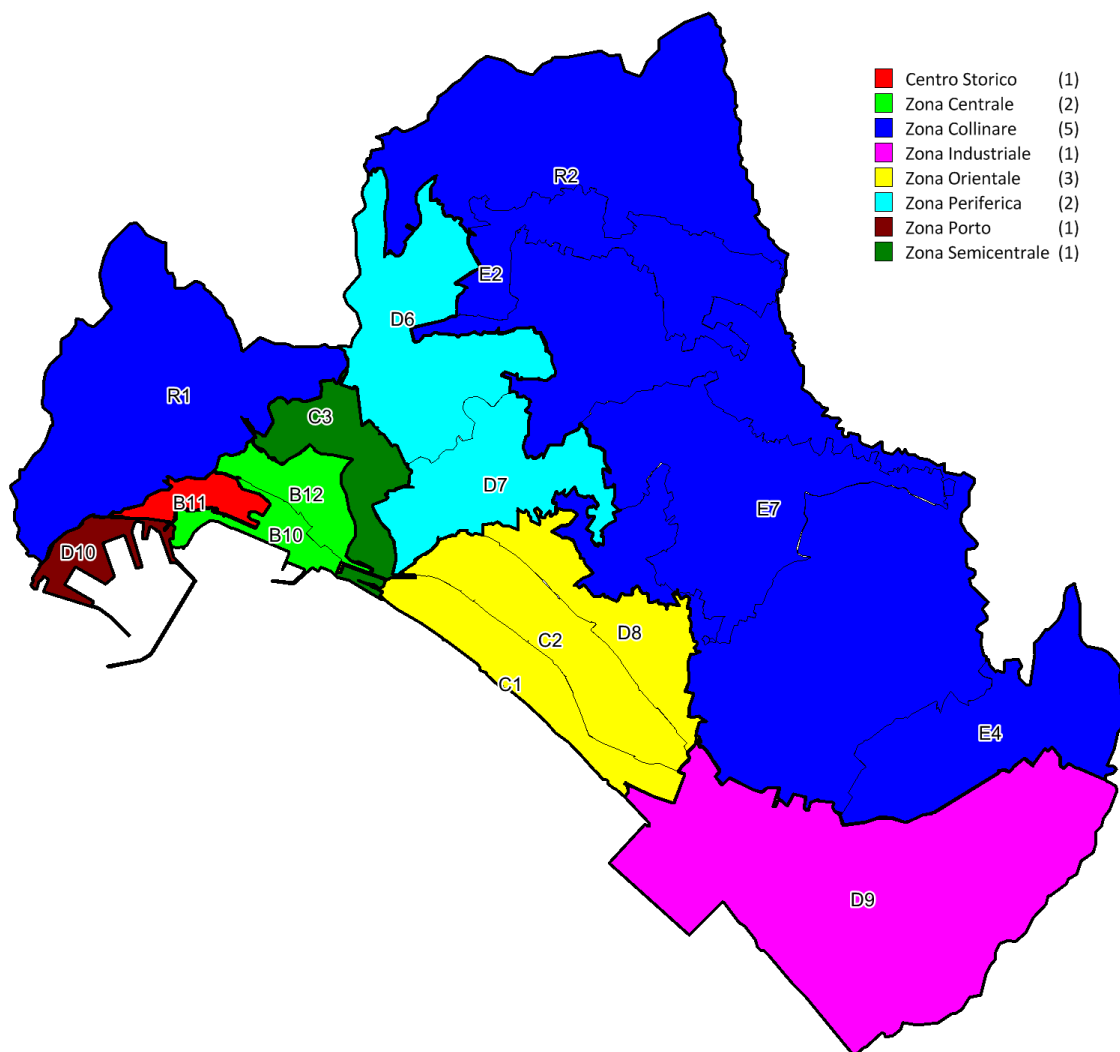 Centro Storico (1)
Zona Centrale (2)
Zona Collinare (5)
Zona Industriale (1)
Zona Orientale (3)
Zona Periferica (2)
Zona Porto (1)
Zona Semicentrale (1)
R2
E2
D6
R1
C3
D7
B12
B11
E7
B10
D10
D8
C2
C1
E4
D9